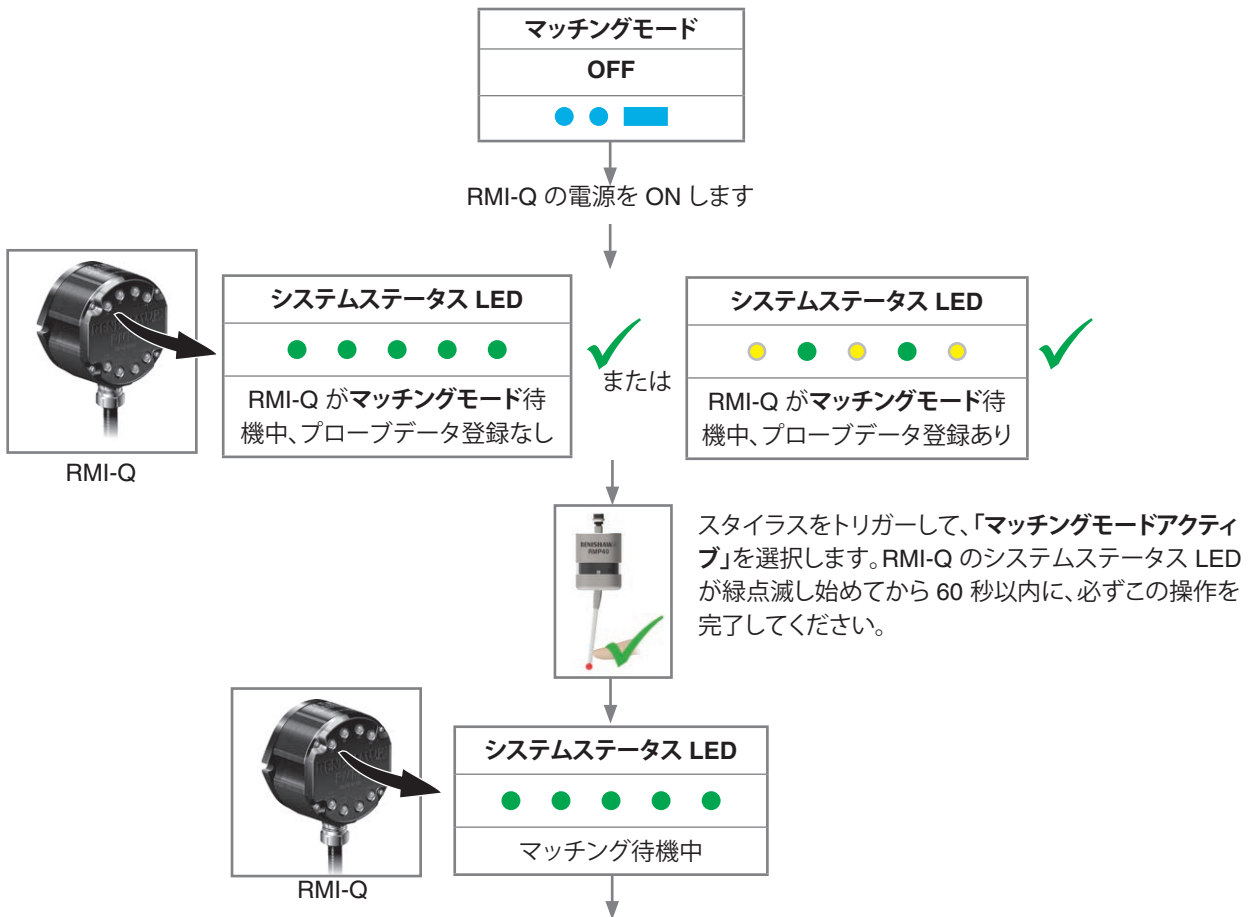 マッチングモード
OFF
RMI-Q の電源を ON します
システムステータス LED
RMI-Q がマッチングモード待
機中、プローブデータ登録なし
または
システムステータス LED
RMI-Q がマッチングモード待
機中、プローブデータ登録あり
RMI-Q
RENISHAW
RMP40
スタイラスをトリガーして、「マッチングモードアクティ
ブ」を選択します。RMI-Q のシステムステータス LED
が緑点滅し始めてから 60 秒以内に、必ずこの操作を
完了してください。
システムステータス LED
マッチング待機中
RMI-Q